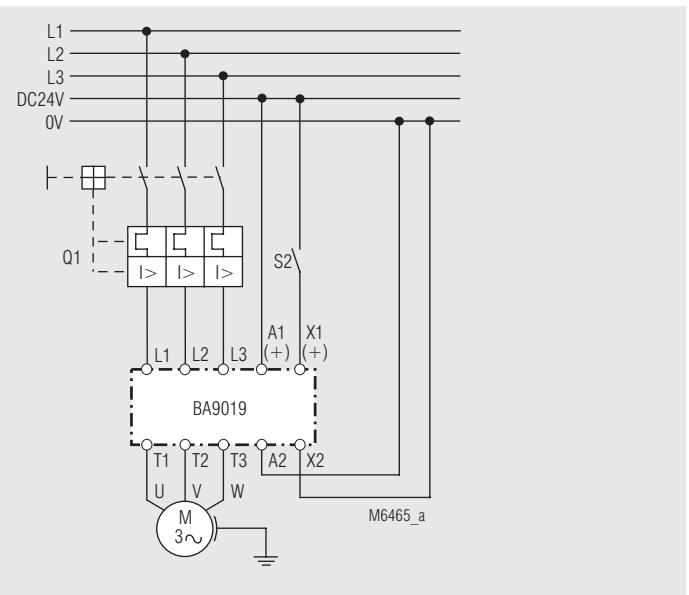 L1
L2
L3
DC24V
0V
Q1
I> I> I>
S2
A1 X1
L1 L2 L3 (+) (+)
BA9019
T1 T2 T3 A2 X2
U V W
M
3~
M6465_a